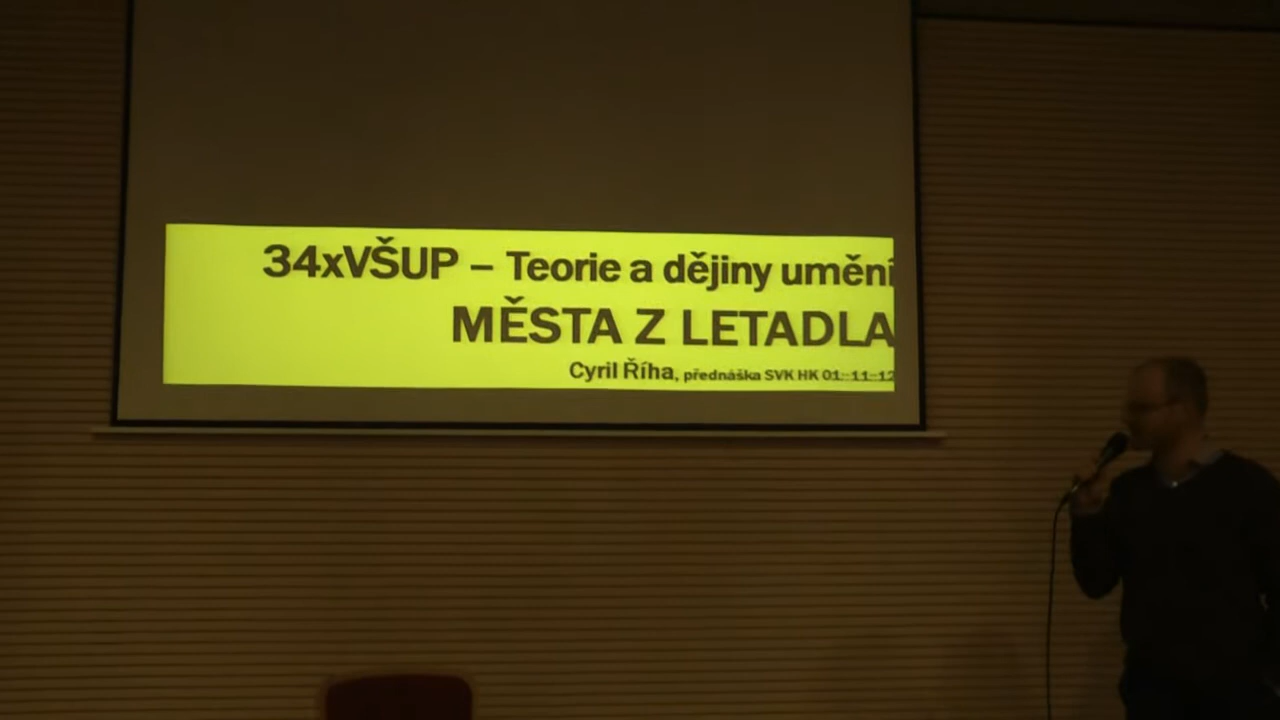 34xVŠUP – Teorie a dějiny umění
MĚSTA Z LETADLA
Cyril Říha, přednáška SVK HK 01-11-12